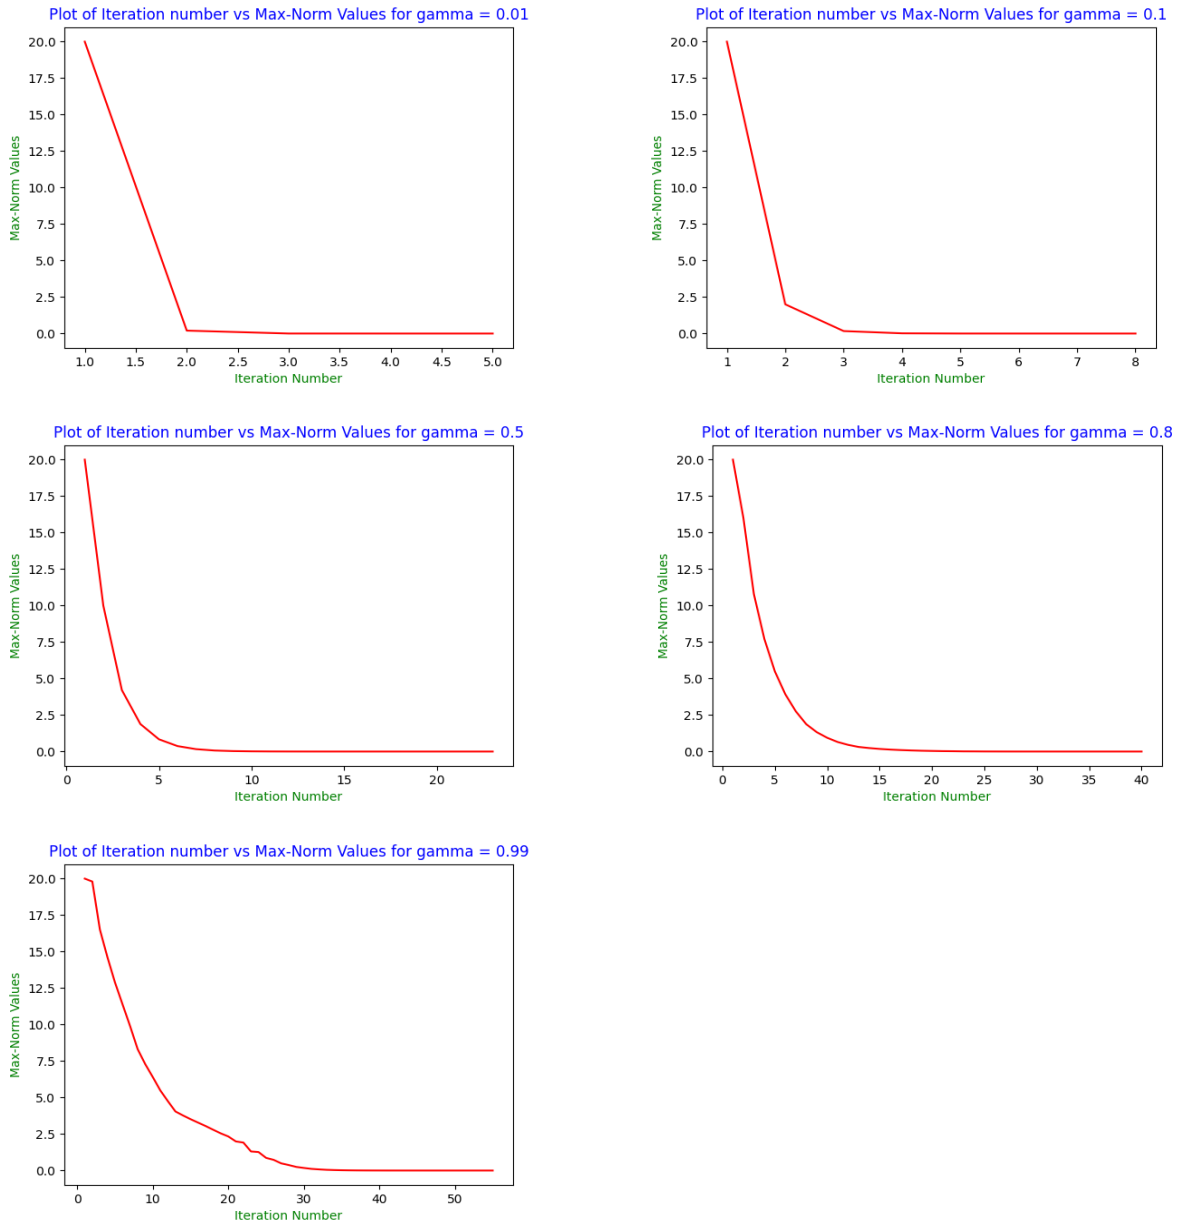 Plot of Iteration number vs Max-Norm Values for gamma = 0.01
20.0
17.5
15.0
12.5
10.0
7.5
5.0
2.5
0.0
Max-Norm Values
1.0 1.5 2.0 2.5 3.0 3.5 4.0 4.5 5.0
Iteration Number
Plot of Iteration number vs Max-Norm Values for gamma = 0.1
20.0
17.5
15.0
12.5
10.0
7.5
5.0
2.5
0.0
Max-Norm Values
1 2 3 4 5 6 7 8
Iteration Number
Plot of Iteration number vs Max-Norm Values for gamma = 0.5
20.0
17.5
15.0
12.5
10.0
7.5
5.0
2.5
0.0
Max-Norm Values
0 5 10 15 20
Iteration Number
Plot of Iteration number vs Max-Norm Values for gamma = 0.8
20.0
17.5
15.0
12.5
10.0
7.5
5.0
2.5
0.0
Max-Norm Values
0 5 10 15 20 25 30 35 40
Iteration Number
Plot of Iteration number vs Max-Norm Values for gamma = 0.99
20.0
17.5
15.0
12.5
10.0
7.5
5.0
2.5
0.0
Max-Norm Values
0 10 20 30 40 50
Iteration Number